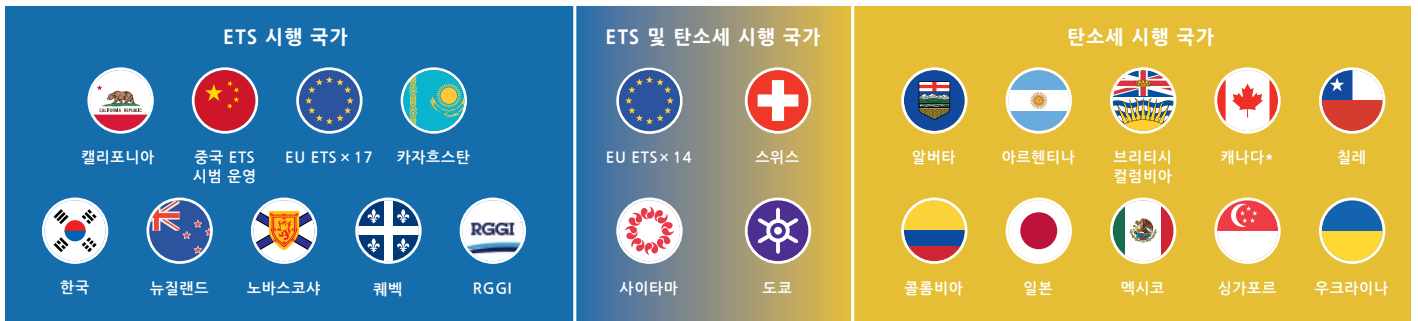 ETS 시행 국가
CALIFORNIA REPUBLIC
캘리포니아
중국 ETS
시범 운영
EU ETS × 17
카자흐스탄
한국
뉴질랜드
노바스코샤
퀘벡
RGGI
RGGI
ETS 및 탄소세 시행 국가
EU ETS× 14
스위스
사이타마
도쿄
탄소세 시행 국가
알버타
아르헨티나
브리티시
컬럼비아
캐나다*
칠레
콜롬비아
일본
멕시코
싱가포르
우크라이나